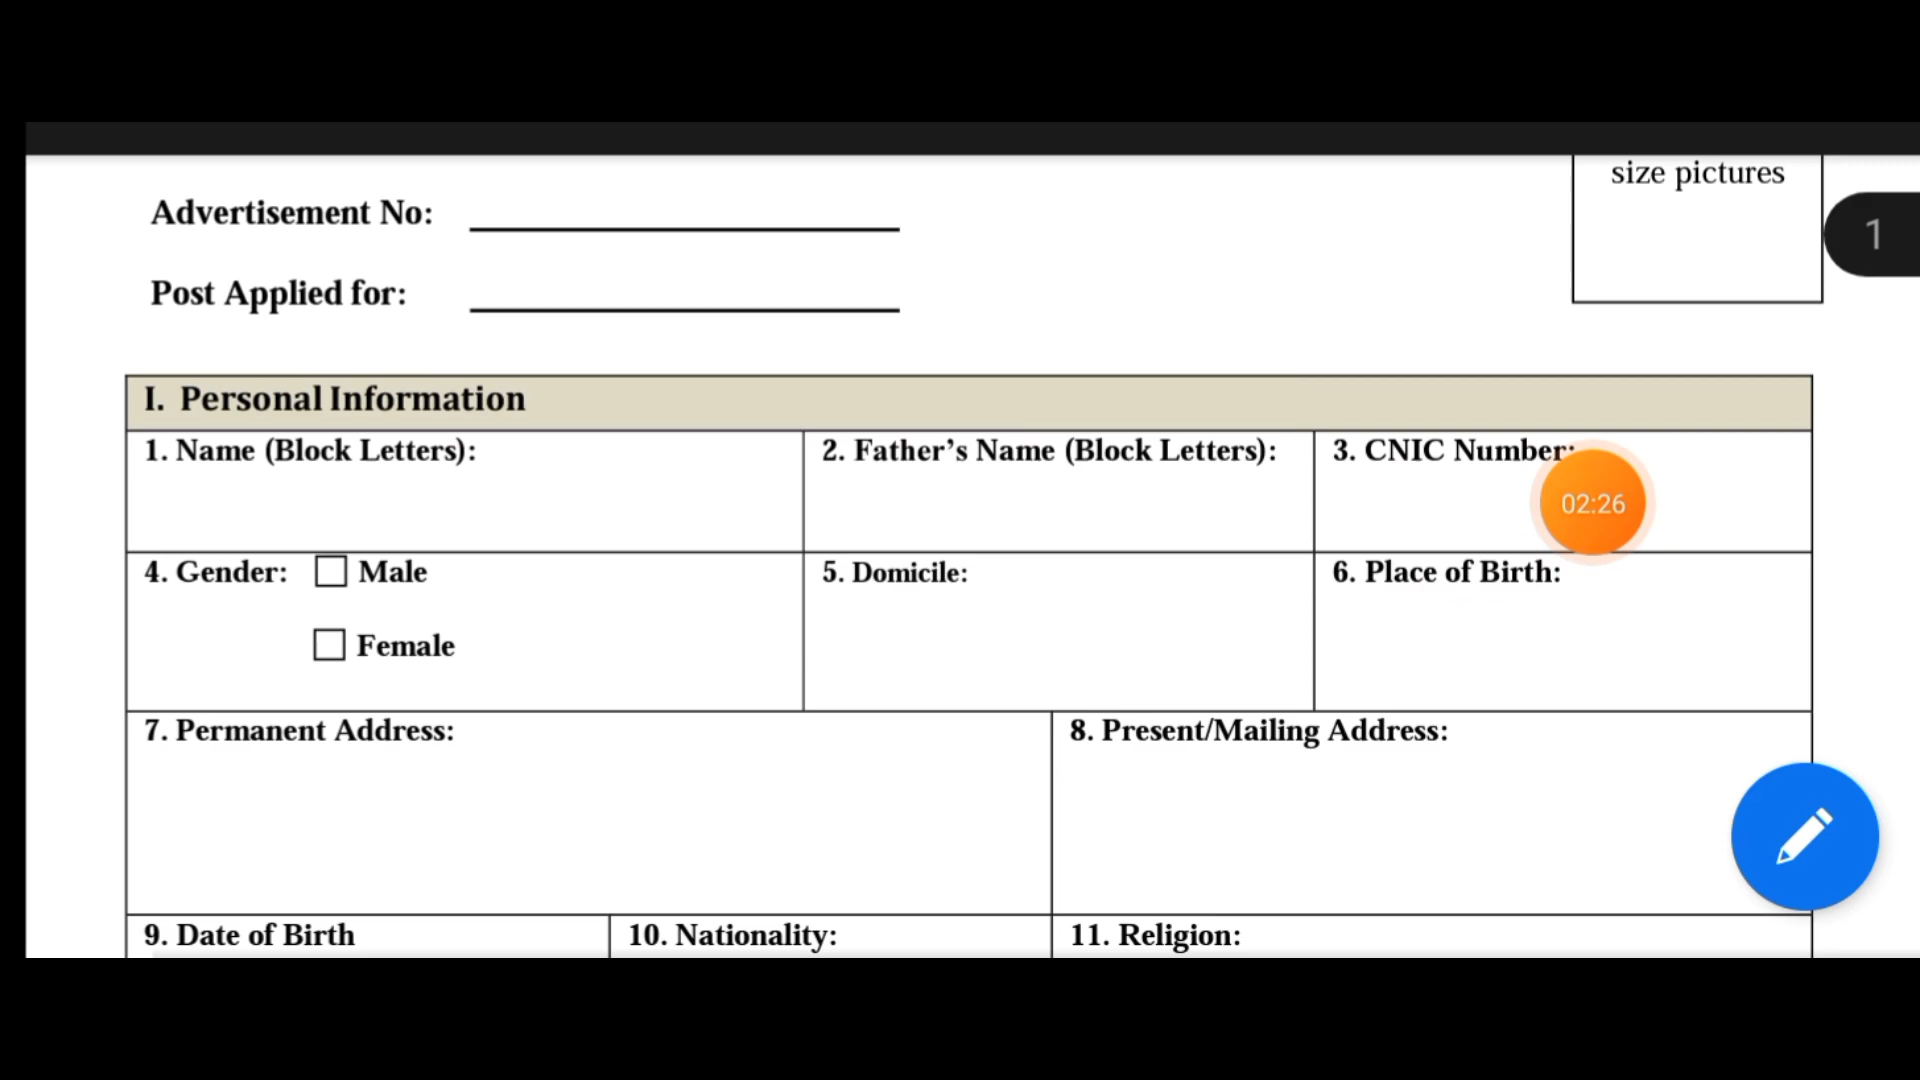 size pictures
Advertisement No:
1
Post Applied for:
I. Personal Information
1. Name (Block Letters):
2. Father’s Name (Block Letters):
3. CNIC Number:
02:26
4. Gender: Male
Female
5. Domicile:
6. Place of Birth:
7. Permanent Address:
8. Present/Mailing Address:
9. Date of Birth
10. Nationality:
11. Religion: